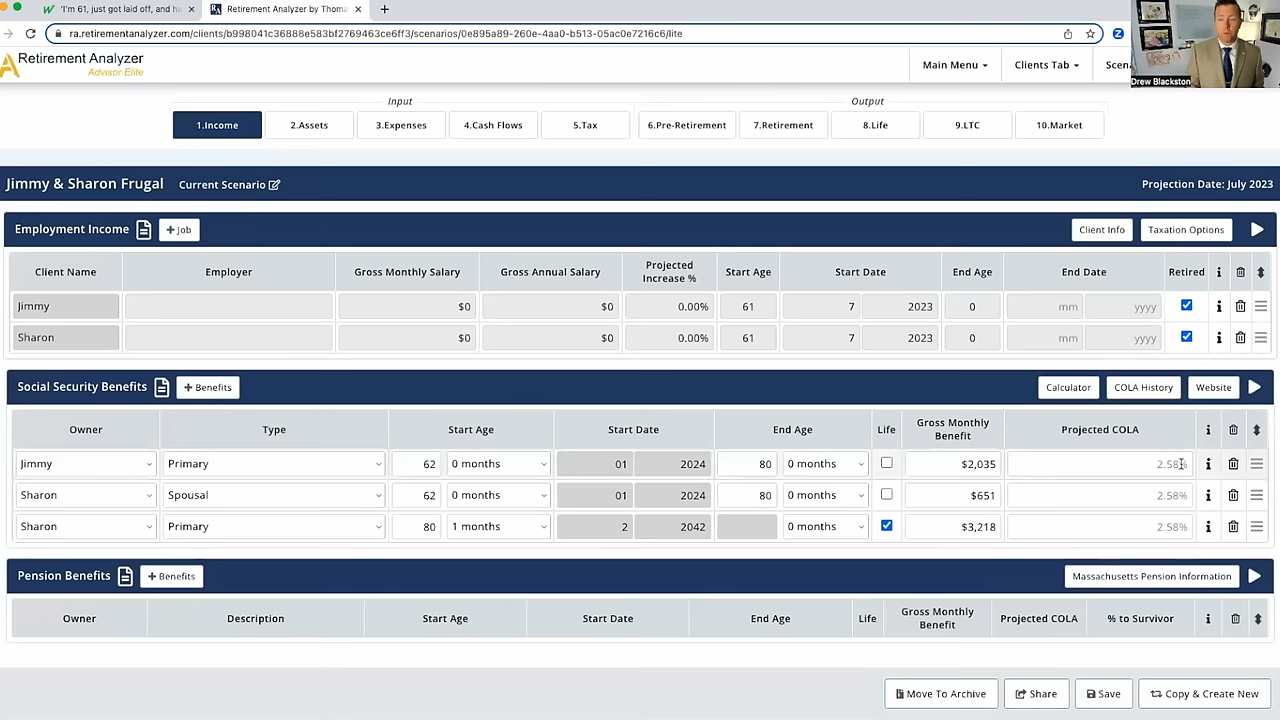 'I'm 61, just got laid off, and ha
Retirement Analyzer by Thoma
ra.retirementanalyzer.com/clients/b998041c36888e583bf2769463ce6ff3/scenarios/0e895a89-260e-4aa0-b513-05ac0e7216c6/lite
Retirement Analyzer
Advisor Elite
Main Menu
Clients Tab
Scen
Drew Blackston
Input
Output
1.Income
2.Assets
3.Expenses
4.Cash Flows
5.Tax
6.Pre-Retirement
7.Retirement
8.Life
9.LTC
10.Market
Jimmy & Sharon Frugal
Current Scenario
Projection Date: July 2023
Employment Income
+ Job
Client Info
Taxation Options
Client Name
Employer
Gross Monthly Salary
Gross Annual Salary
Projected
Increase %
Start Age
Start Date
End Age
End Date
Retired
Jimmy $0 $0 0.00% 61 7 2023 0 mm yyyy
Sharon $0 $0 0.00% 61 7 2023 0 mm yyyy
Social Security Benefits
+ Benefits
Calculator
COLA History
Website
Owner
Type
Start Age
Start Date
End Age
Life
Gross Monthly
Benefit
Projected COLA
Jimmy Primary 62 0 months 01 2024 80 0 months $2,035 2.58%
Sharon Spousal 62 0 months 01 2024 80 0 months $651 2.58%
Sharon Primary 80 1 months 2 2042 0 months $3,218 2.58%
Pension Benefits
+ Benefits
Massachusetts Pension Information
Owner
Description
Start Age
Start Date
End Age
Life
Gross Monthly
Benefit
Projected COLA
% to Survivor
Move To Archive
Share
Save
Copy & Create New